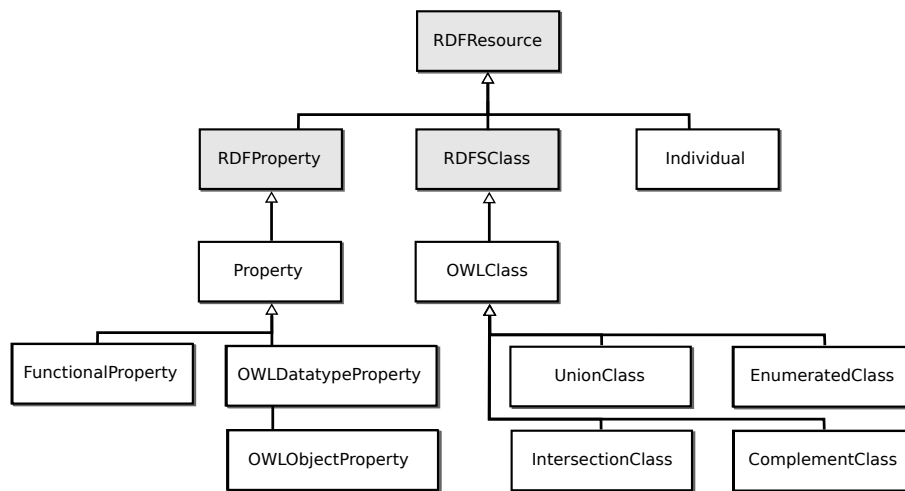 RDFResource
RDFProperty
RDFSClass
Individual
Property
OWLClass
FunctionalProperty
OWLDatatypeProperty
UnionClass
EnumeratedClass
OWLObjectProperty
IntersectionClass
ComplementClass